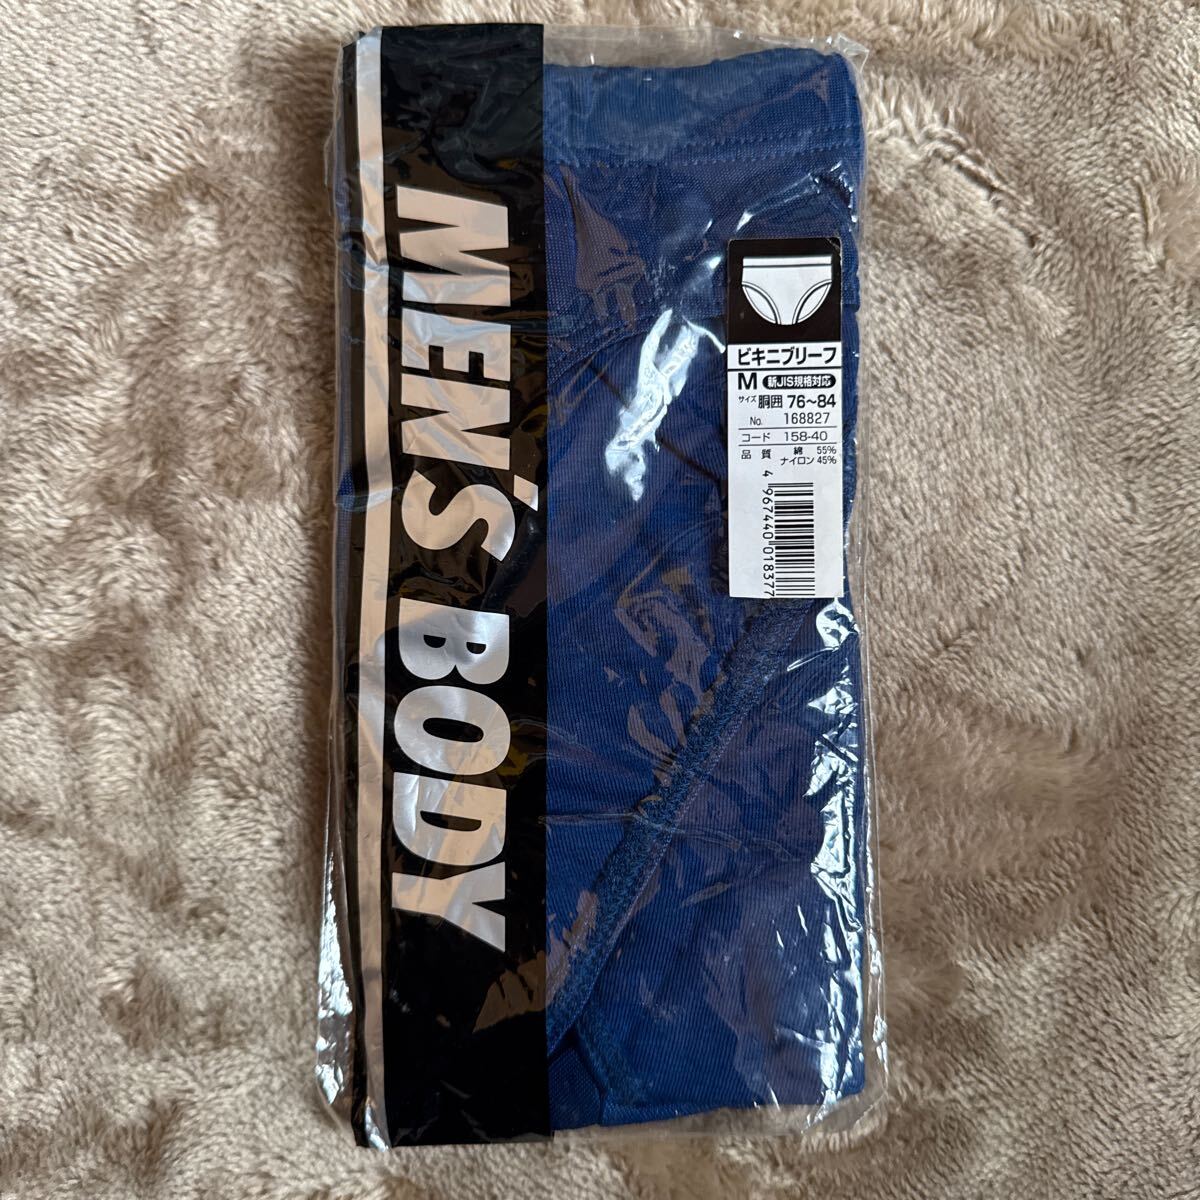 MEN'S BODY
ビキニブリーフ
M 新JIS規格対応
サイズ 胴囲 76~84
No. 168827
コード 158-40
品質 綿 55%
ナイロン 45%
4 967440 018377